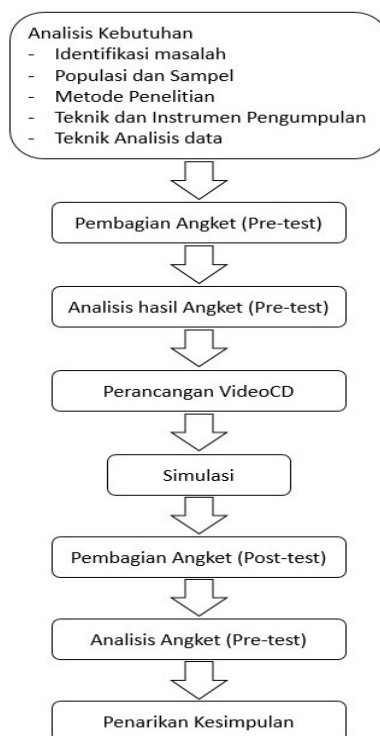 Analisis Kebutuhan
- Identifikasi masalah
- Populasi dan Sampel
- Metode Penelitian
- Teknik dan Instrumen Pengumpulan
- Teknik Analisis data
Pembagian Angket (Pre-test)
Analisis hasil Angket (Pre-test)
Perancangan VideoCD
Simulasi
Pembagian Angket (Post-test)
Analisis Angket (Pre-test)
Penarikan Kesimpulan